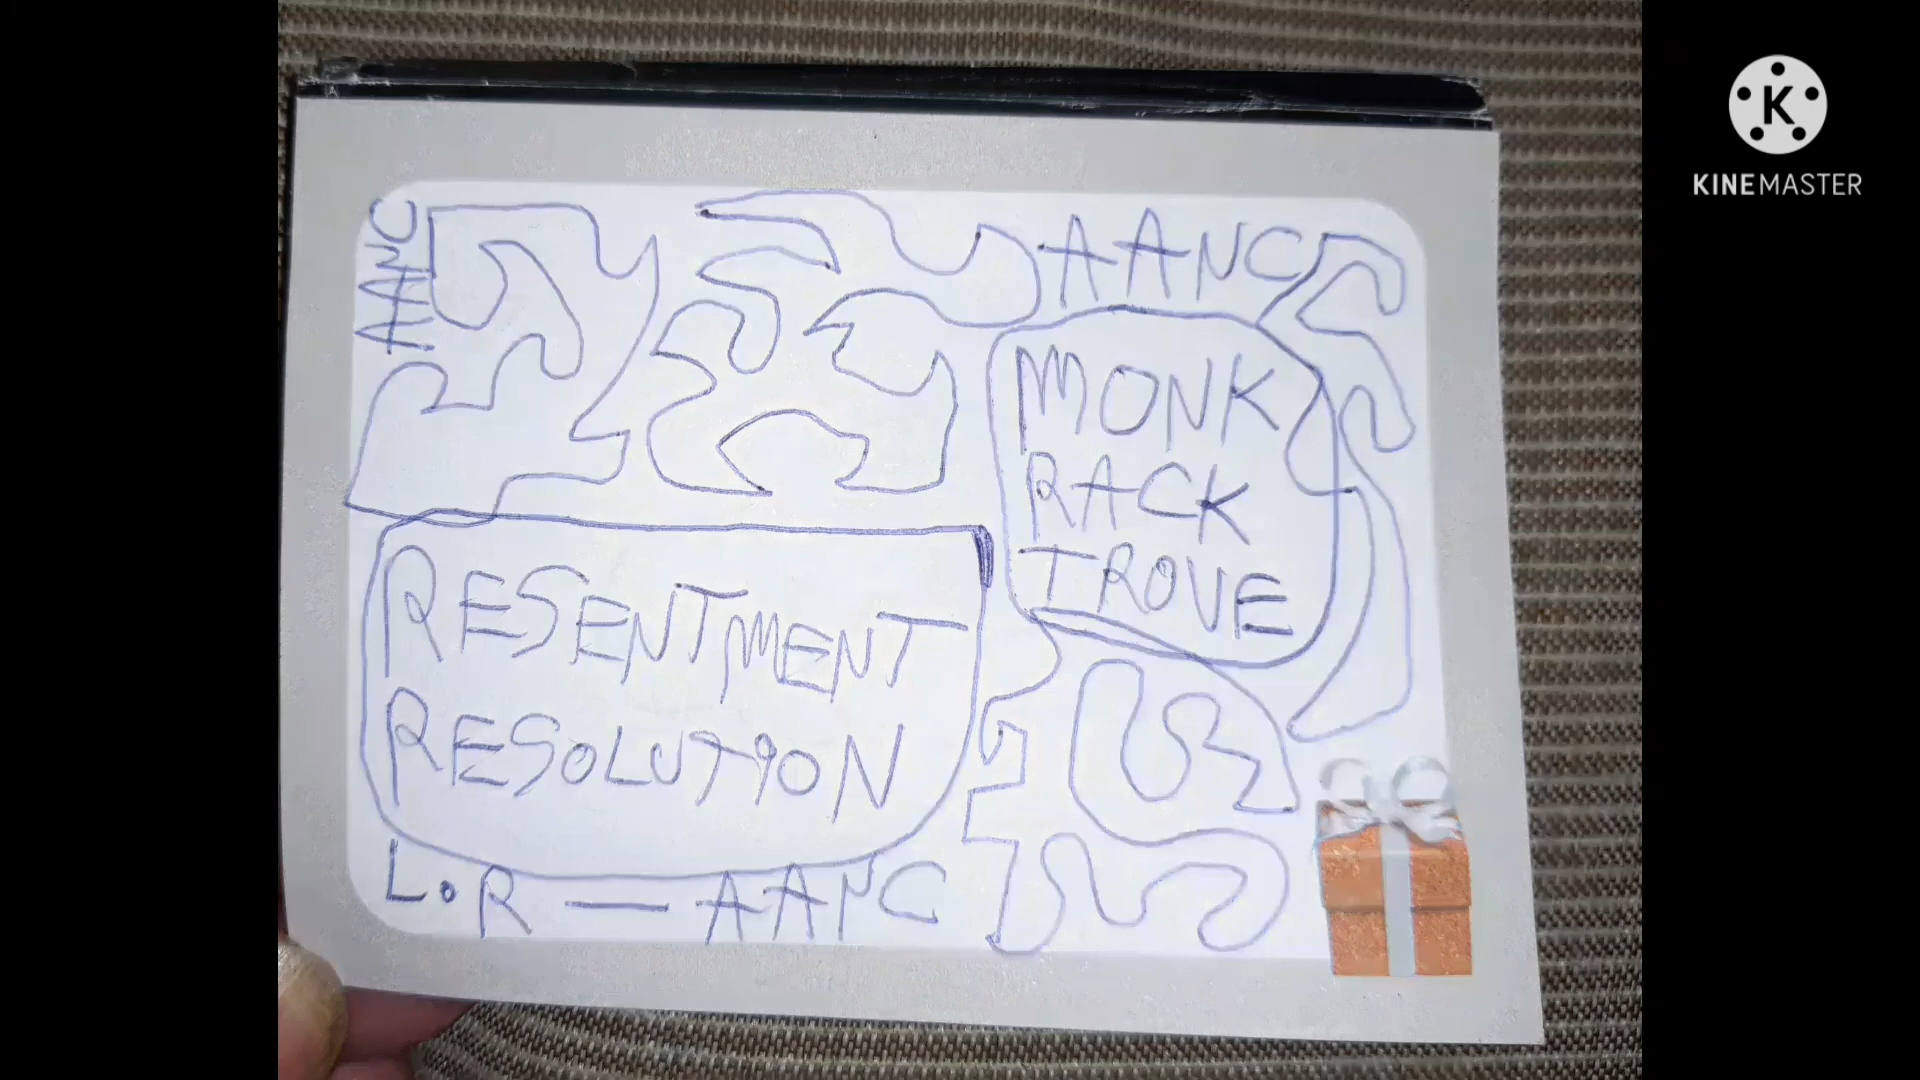 AANC
AANC
MONK
RACK
TROVE
RESENTMENT
RESOLUTION
L.R — AANC
K
KINEMASTER